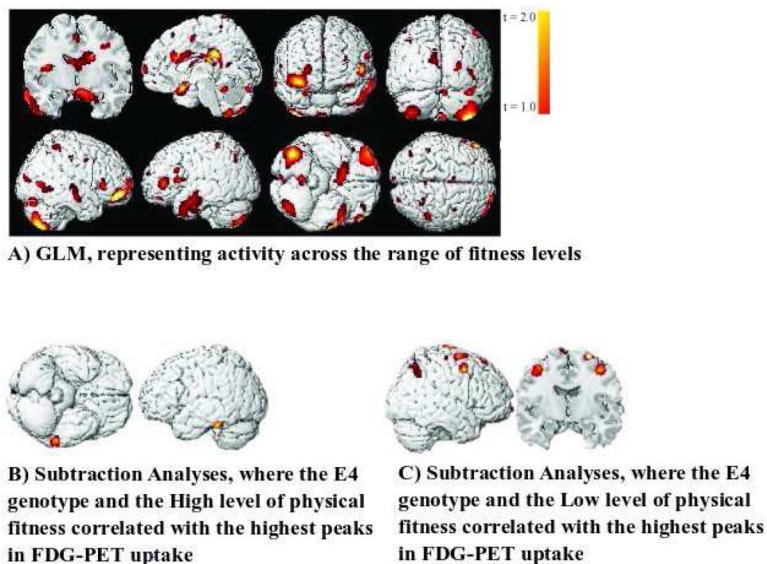 t = 2.0
t = 1.0
A) GLM, representing activity across the range of fitness levels
B) Subtraction Analyses, where the E4
genotype and the High level of physical
fitness correlated with the highest peaks
in FDG-PET uptake
C) Subtraction Analyses, where the E4
genotype and the Low level of physical
fitness correlated with the highest peaks
in FDG-PET uptake